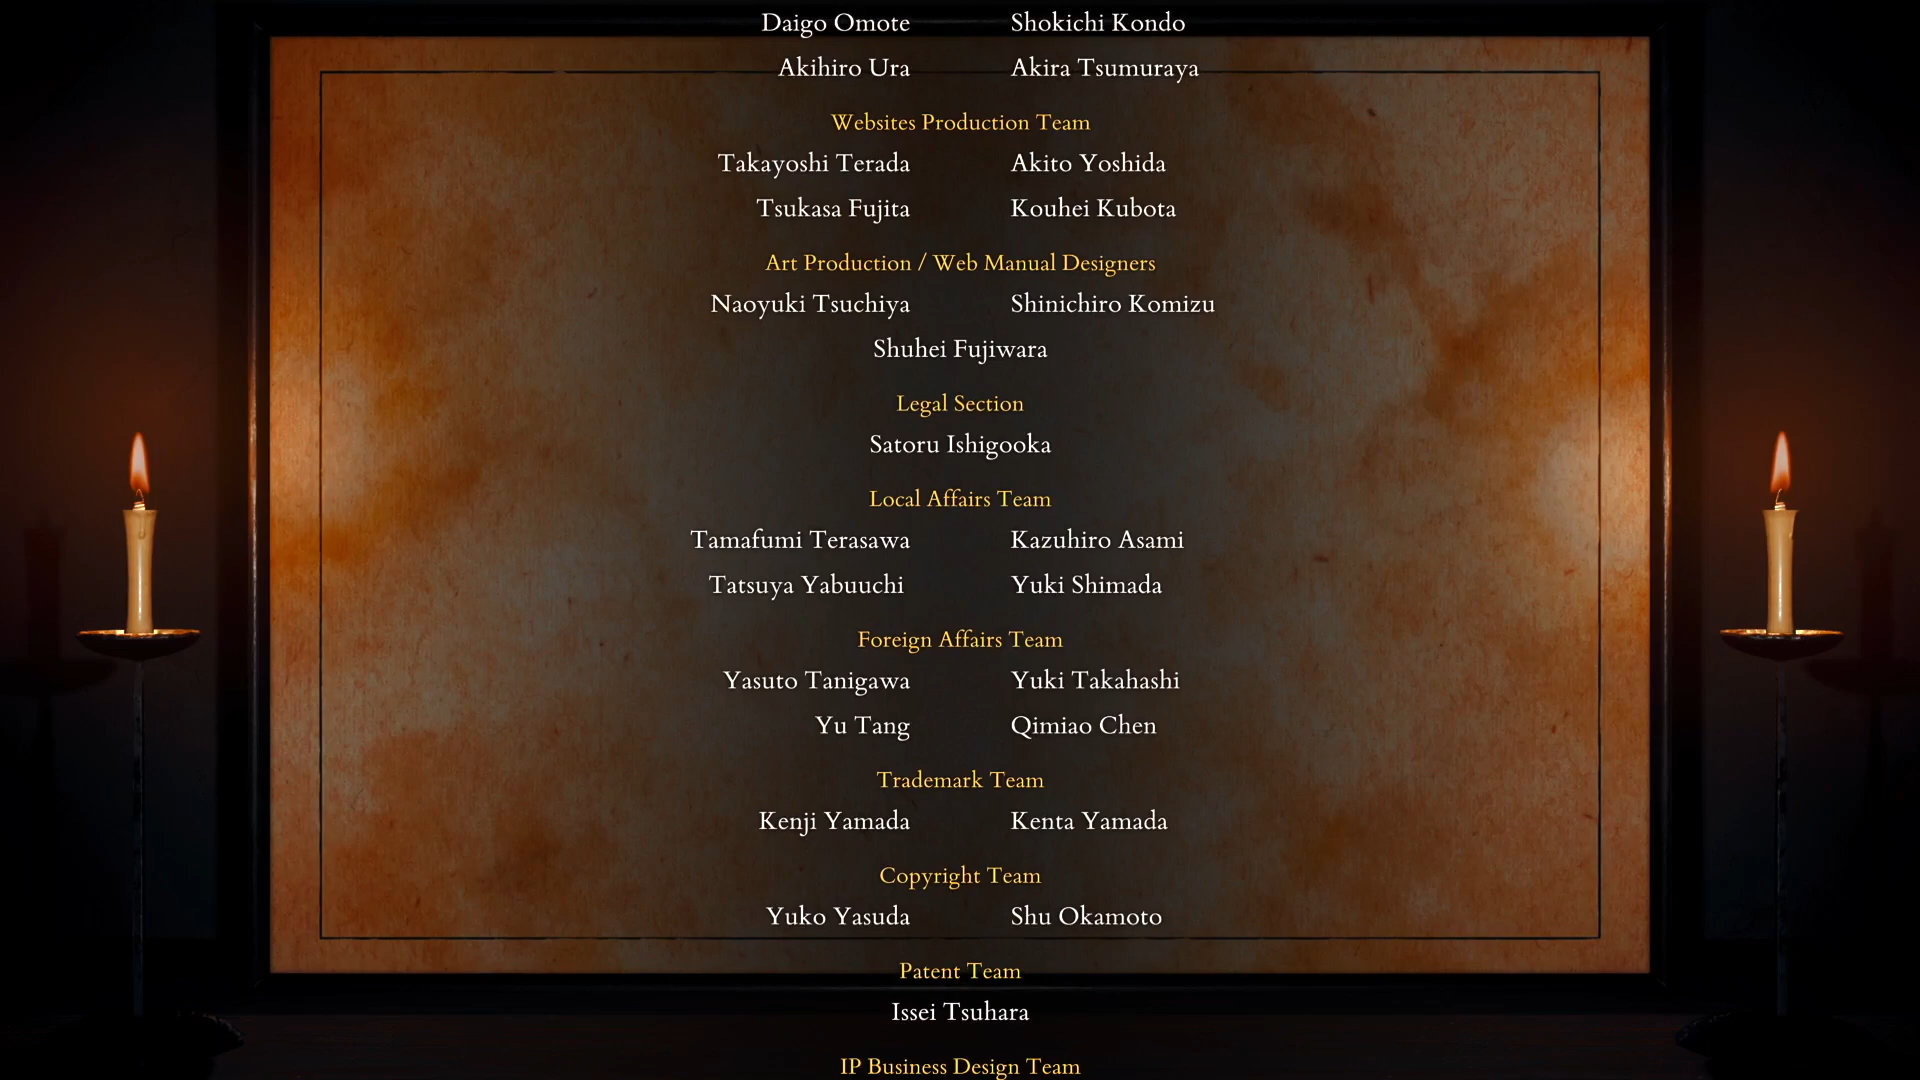 Daigo Omote Shokichi Kondo
Akihiro Ura Akira Tsumuraya
Websites Production Team
Takayoshi Terada Akito Yoshida
Tsukasa Fujita Kouhei Kubota
Art Production / Web Manual Designers
Naoyuki Tsuchiya Shinichiro Komizu
Shuhei Fujiwara
Legal Section
Satoru Ishigooka
Local Affairs Team
Tamafumi Terasawa Kazuhiro Asami
Tatsuya Yabuuchi Yuki Shimada
Foreign Affairs Team
Yasuto Tanigawa Yuki Takahashi
Yu Tang Qimiao Chen
Trademark Team
Kenji Yamada Kenta Yamada
Copyright Team
Yuko Yasuda Shu Okamoto
Patent Team
Issei Tsuhara
IP Business Design Team